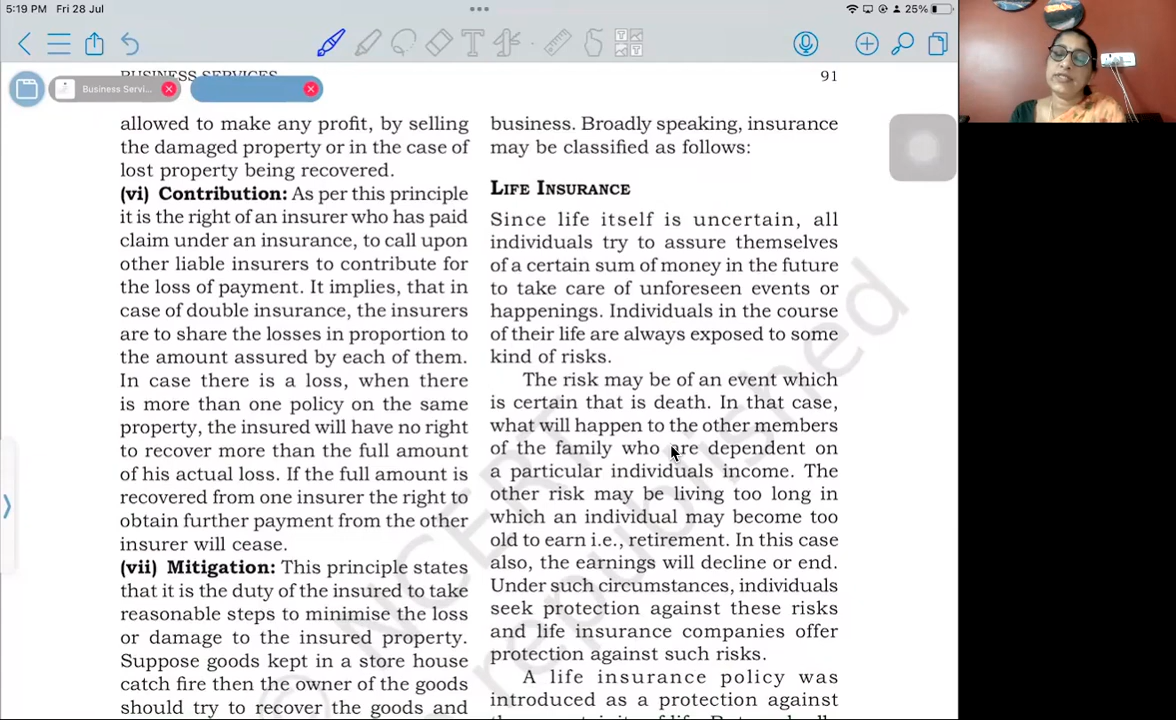 5:19 PM Fri 28 Jul
25%
BUSINESS SERVICES
91
Business Servi...
allowed to make any profit, by selling
the damaged property or in the case of
lost property being recovered.
(vi) Contribution: As per this principle
it is the right of an insurer who has paid
claim under an insurance, to call upon
other liable insurers to contribute for
the loss of payment. It implies, that in
case of double insurance, the insurers
are to share the losses in proportion to
the amount assured by each of them.
In case there is a loss, when there
is more than one policy on the same
property, the insured will have no right
to recover more than the full amount
of his actual loss. If the full amount is
recovered from one insurer the right to
obtain further payment from the other
insurer will cease.
(vii) Mitigation: This principle states
that it is the duty of the insured to take
reasonable steps to minimise the loss
or damage to the insured property.
Suppose goods kept in a store house
catch fire then the owner of the goods
should try to recover the goods and
business. Broadly speaking, insurance
may be classified as follows:
LIFE INSURANCE
Since life itself is uncertain, all
individuals try to assure themselves
of a certain sum of money in the future
to take care of unforeseen events or
happenings. Individuals in the course
of their life are always exposed to some
kind of risks.
The risk may be of an event which
is certain that is death. In that case,
what will happen to the other members
of the family who are dependent on
a particular individuals income. The
other risk may be living too long in
which an individual may become too
old to earn i.e., retirement. In this case
also, the earnings will decline or end.
Under such circumstances, individuals
seek protection against these risks
and life insurance companies offer
protection against such risks.
A life insurance policy was
introduced as a protection against
© NCERT
republished